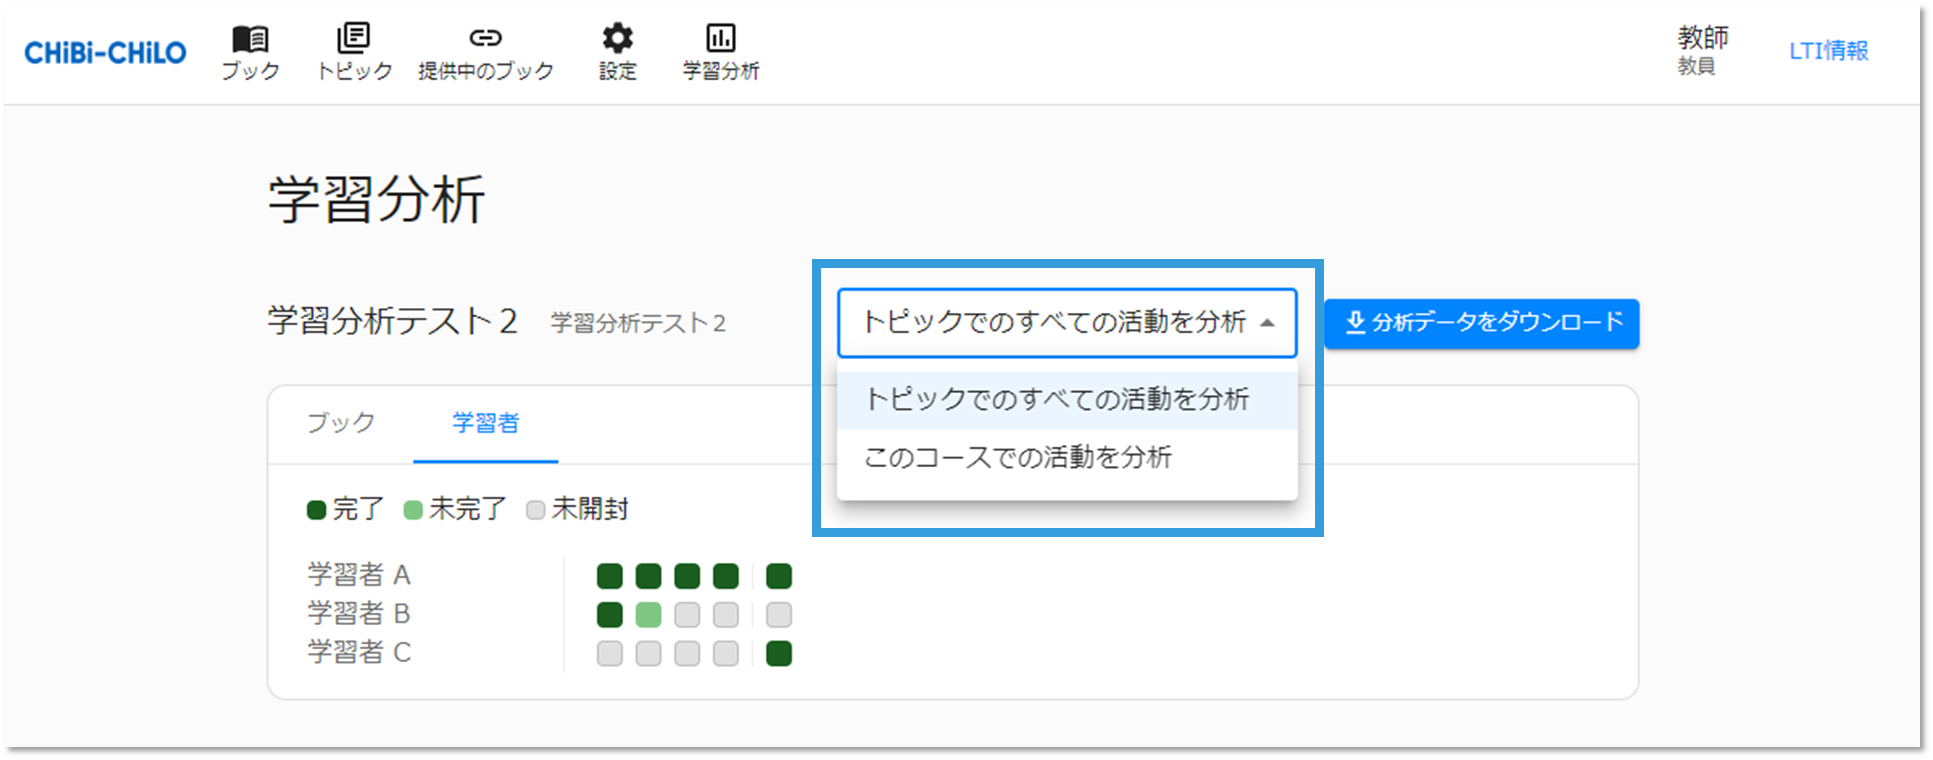 CHiBi-CHiLO
ブック
トピック
提供中のブック
設定
学習分析
教師
教員
LTI情報
学習分析
学習分析テスト2 学習分析テスト2
トピックでのすべての活動を分析
分析データをダウンロード
トピックでのすべての活動を分析
このコースでの活動を分析
ブック 学習者
完了 未完了 未開封
学習者 A
学習者 B
学習者 C